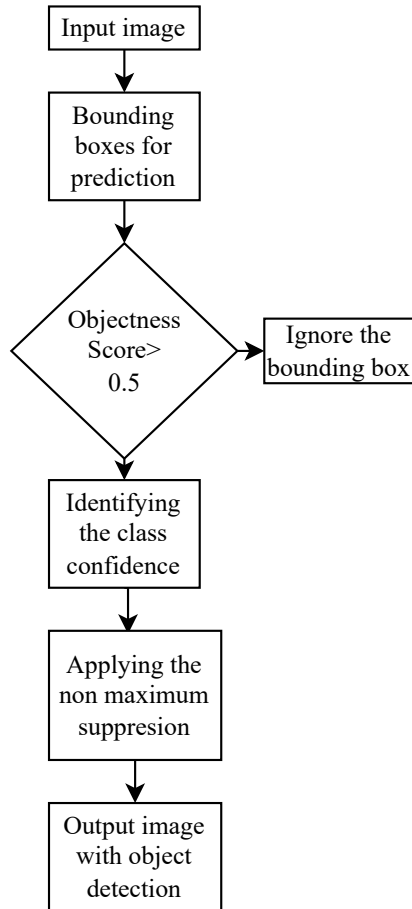 Input image
Bounding
boxes for
prediction
Objectness
Score>
0.5
Ignore the
bounding box
Identifying
the class
confidence
Applying the
non maximum
suppresion
Output image
with object
detection